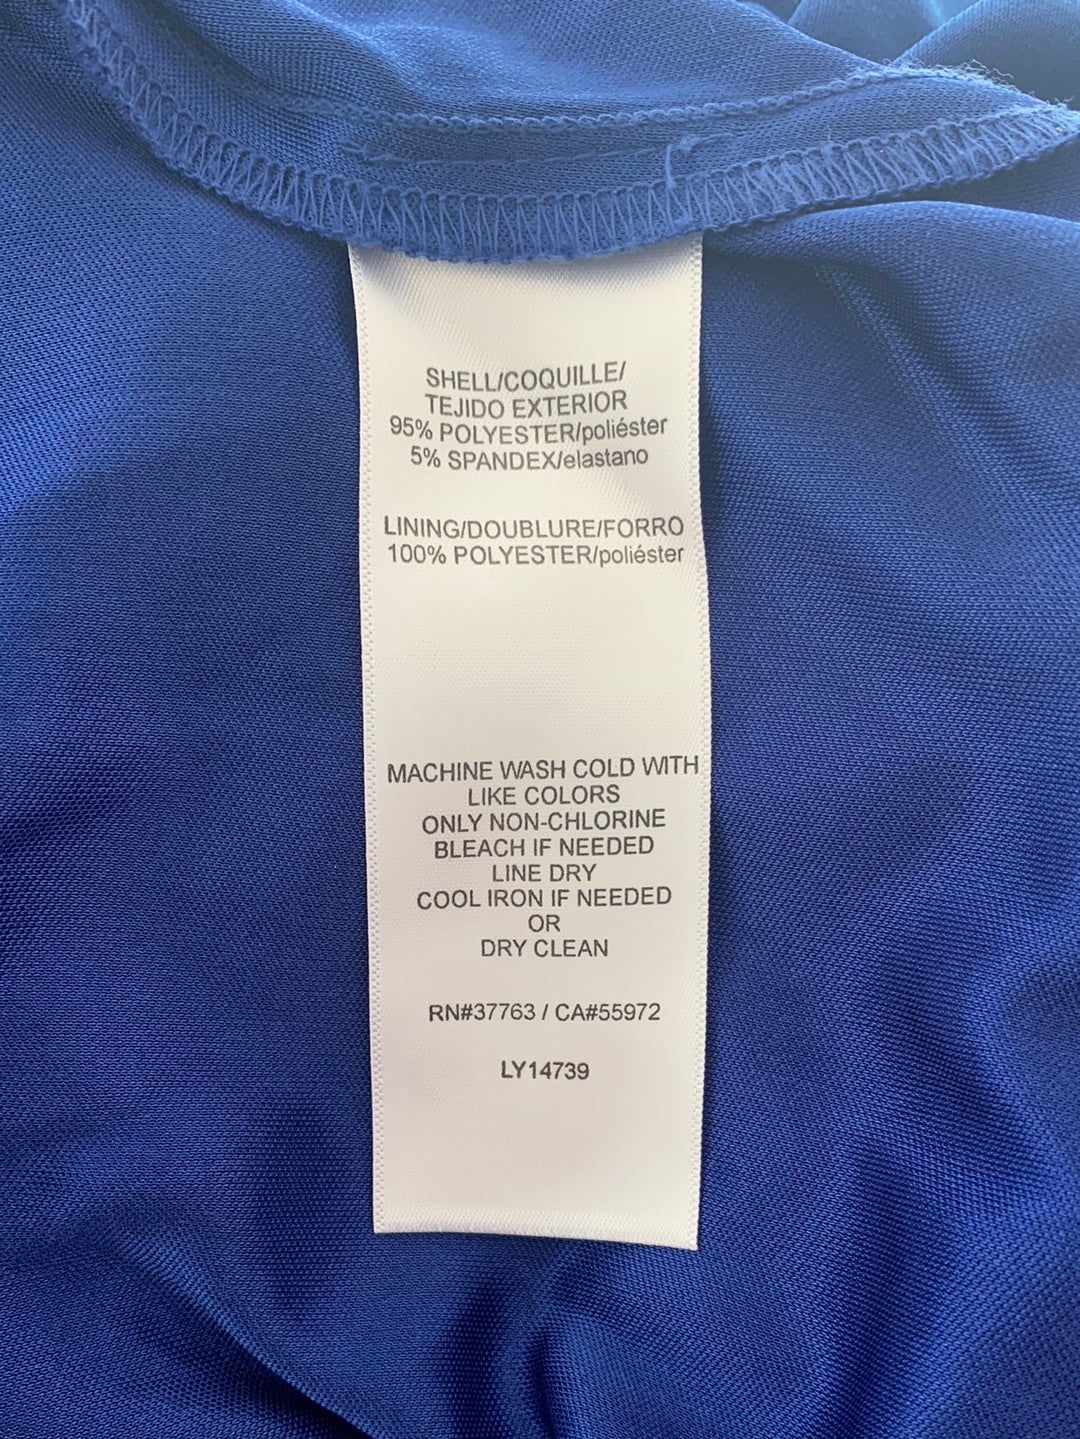 SHELL/COQUILLE/
TEJIDO EXTERIOR
95% POLYESTER/poliéster
5% SPANDEX/elastano
LINING/DOUBLURE/FORRO
100% POLYESTER/poliéster
MACHINE WASH COLD WITH
LIKE COLORS
ONLY NON-CHLORINE
BLEACH IF NEEDED
LINE DRY
COOL IRON IF NEEDED
OR
DRY CLEAN
RN#37763 / CA#55972
LY14739